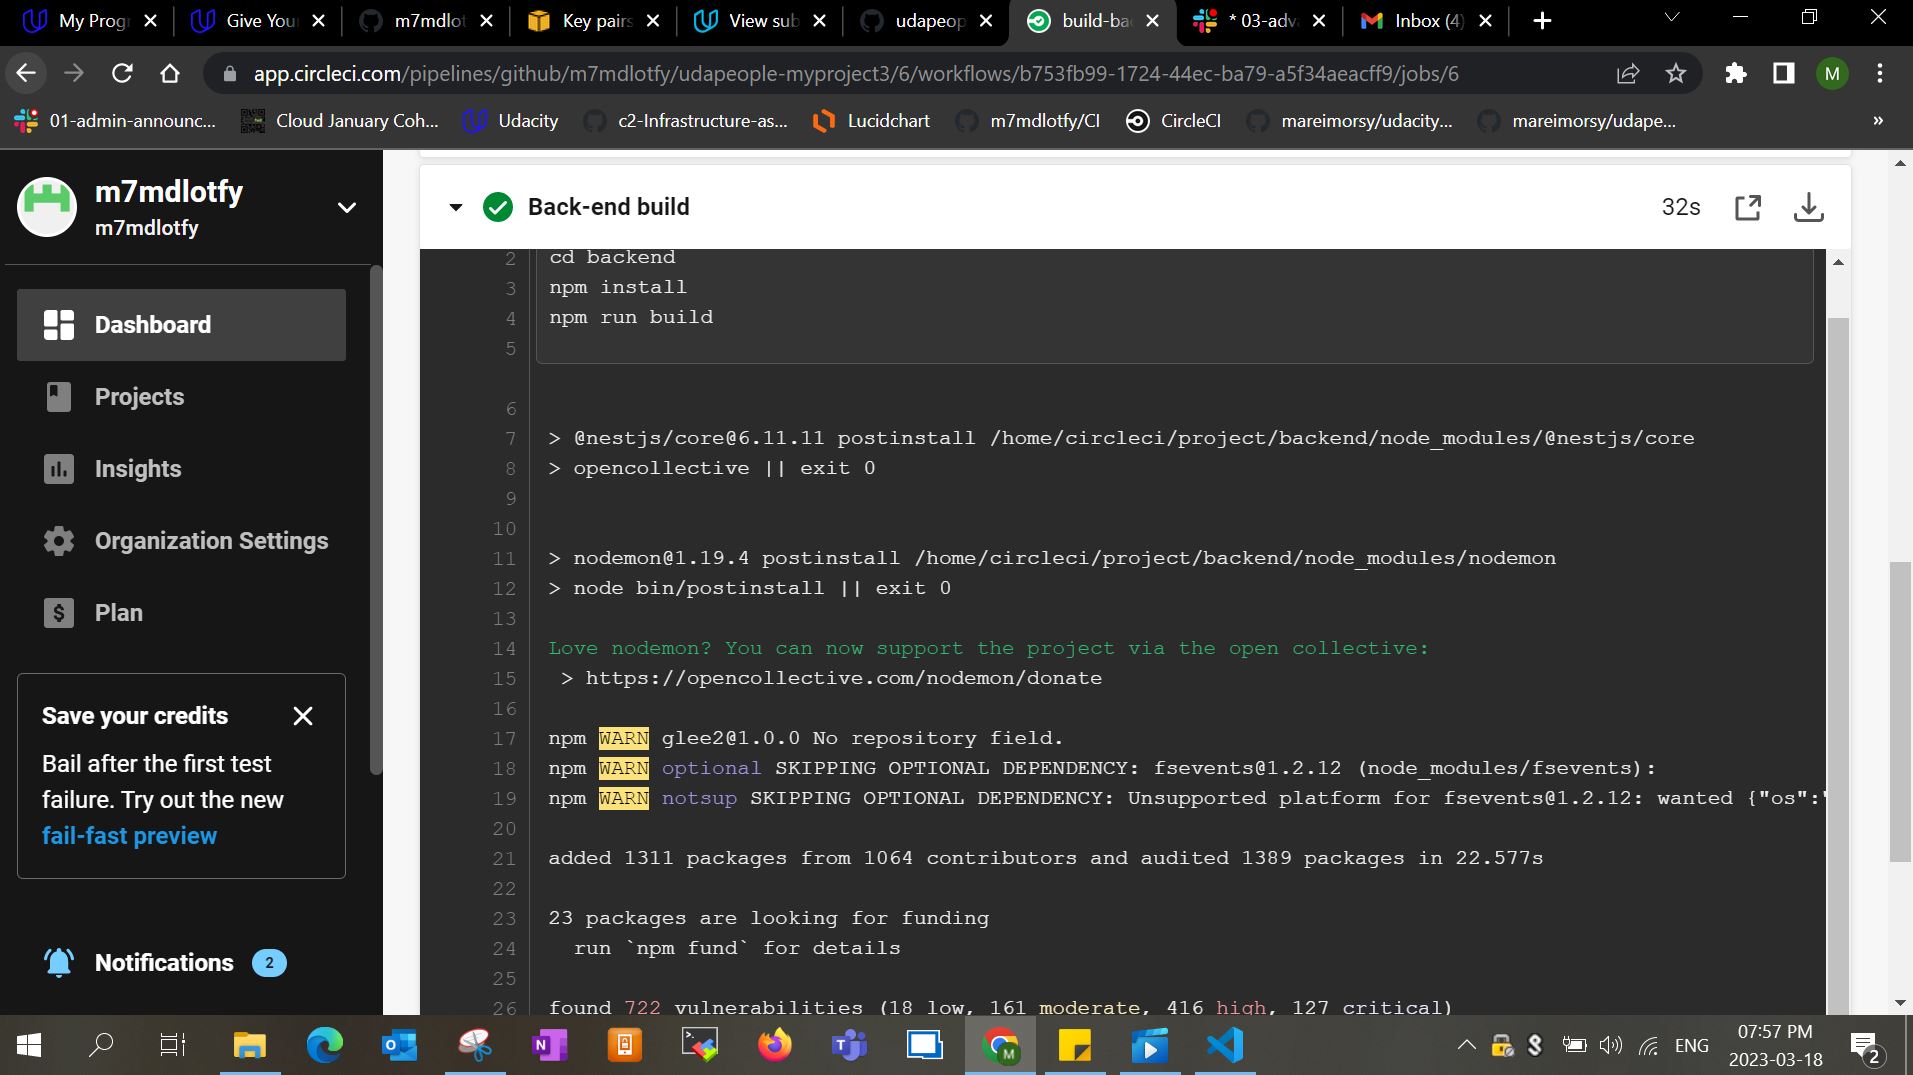 My Prog
Give You
m7mdlot
Key pairs
View sub
udapeop
build-ba
* 03-adv
Inbox (4)
app.circleci.com/pipelines/github/m7mdlotfy/udapeople-myproject3/6/workflows/b753fb99-1724-44ec-ba79-a5f34aeacff9/jobs/6
M
01-admin-announc...
Cloud January Coh...
Udacity
c2-Infrastructure-as...
Lucidchart
m7mdlotfy/CI
CircleCI
mareimorsy/udacity...
mareimorsy/udape...
»
m7mdlotfy
m7mdlotfy
Dashboard
Projects
Insights
Organization Settings
Plan
Save your credits
Bail after the first test
failure. Try out the new
fail-fast preview
Notifications 2
Back-end build
32s
2 cd backend
3 npm install
4 npm run build
5
6
7 > @nestjs/core@6.11.11 postinstall /home/circleci/project/backend/node_modules/@nestjs/core
8 > opencollective || exit 0
9
10
11 > nodemon@1.19.4 postinstall /home/circleci/project/backend/node_modules/nodemon
12 > node bin/postinstall || exit 0
13
14 Love nodemon? You can now support the project via the open collective:
15 > https://opencollective.com/nodemon/donate
16
17 npm WARN glee2@1.0.0 No repository field.
18 npm WARN optional SKIPPING OPTIONAL DEPENDENCY: fsevents@1.2.12 (node_modules/fsevents):
19 npm WARN notsup SKIPPING OPTIONAL DEPENDENCY: Unsupported platform for fsevents@1.2.12: wanted {"os":"
20
21 added 1311 packages from 1064 contributors and audited 1389 packages in 22.577s
22
23 23 packages are looking for funding
24 run `npm fund` for details
25
26 found 722 vulnerabilities (18 low, 161 moderate, 416 high, 127 critical)
ENG
07:57 PM
2023-03-18
2